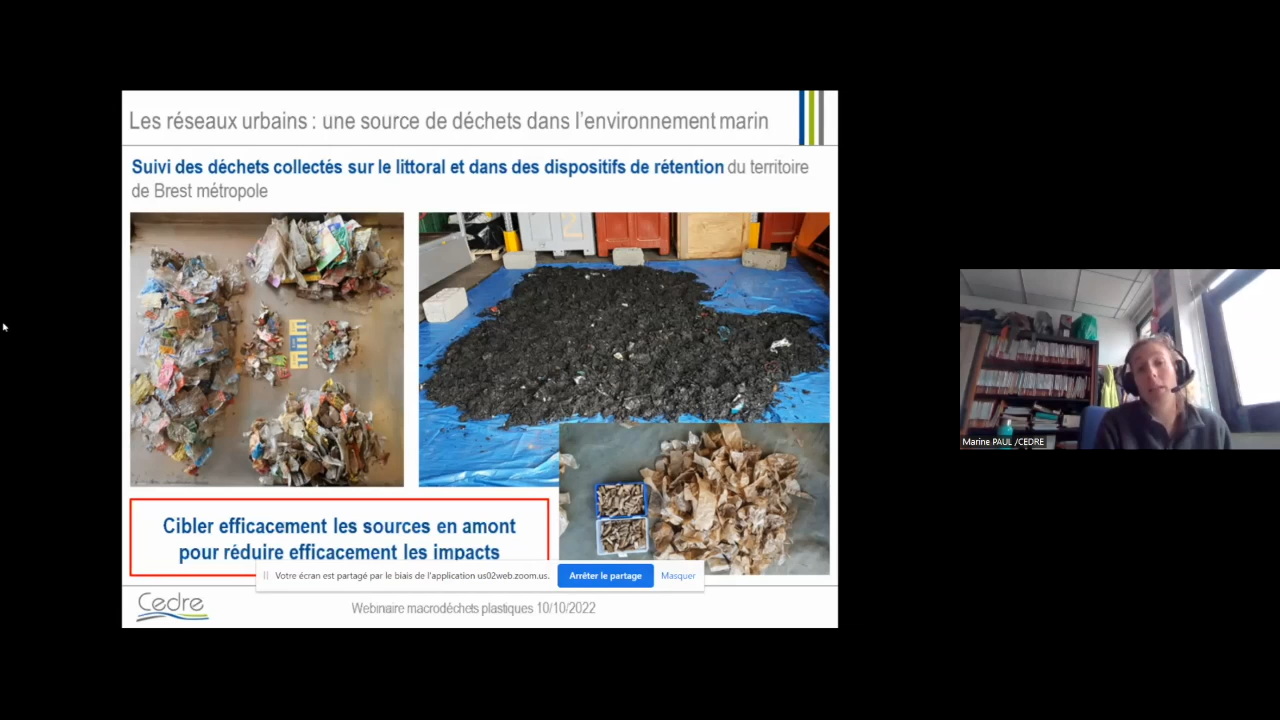 Les réseaux urbains : une source de déchets dans l'environnement marin
Suivi des déchets collectés sur le littoral et dans des dispositifs de rétention du territoire
de Brest métropole
Cibler efficacement les sources en amont
pour réduire efficacement les impacts
Votre écran est partagé par le biais de l'application us02web.zoom.us.
Arrêter le partage
Masquer
Cedre
Webinaire macrodéchets plastiques 10/10/2022
Marine PAUL /CEDRE